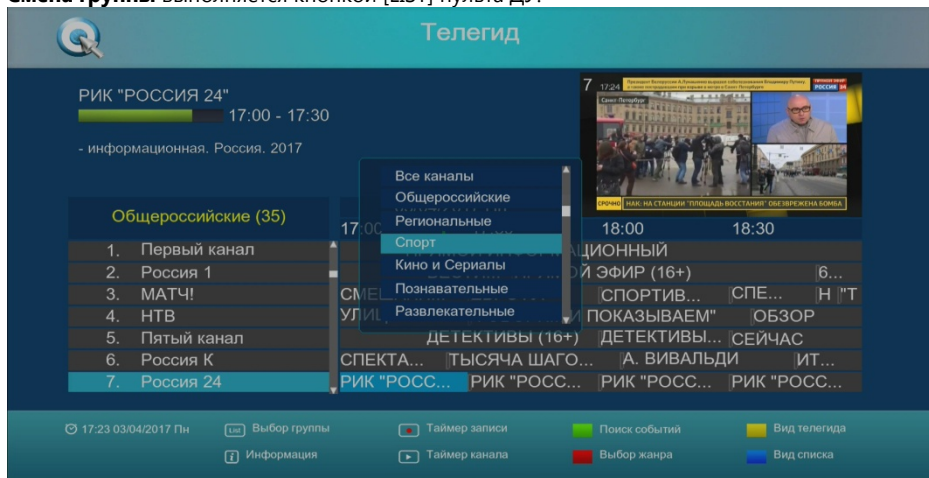 Смена группы выполняется кнопкой [LIST] пульта ДУ.
Телегид
РИК "РОССИЯ 24"
17:00 - 17:30
- информационная. Россия. 2017
7 17:24
Санкт-Петербург
РОССИЯ 24
СРОЧНО НАК: НА СТАНЦИИ "ПЛОЩАДЬ ВОССТАНИЯ" ОБЕЗВРЕЖЕНА БОМБА
Все каналы
Общероссийские
Региональные
Спорт
Кино и Сериалы
Познавательные
Развлекательные
Общероссийские (35)
17:00 18:00 18:30
1. Первый канал
2. Россия 1 Й ЭФИР (16+) 6...
3. МАТЧ! СМЕ СПОРТИВ... СПЕ... Н "Т
4. НТВ УЛИЦ И ПОКАЗЫВАЕМ" ОБЗОР
5. Пятый канал ДЕТЕКТИВЫ (16+) ДЕТЕКТИВЫ... СЕЙЧАС
6. Россия К СПЕКТА... ТЫСЯЧА ШАГО... А. ВИВАЛЬДИ ИТ...
7. Россия 24 РИК "РОСС... РИК "РОСС... РИК "РОСС... РИК "РОСС...
17:23 03/04/2017 Пн List Выбор группы Таймер записи Поиск событий Вид телегида
i Информация Таймер канала Выбор жанра Вид списка